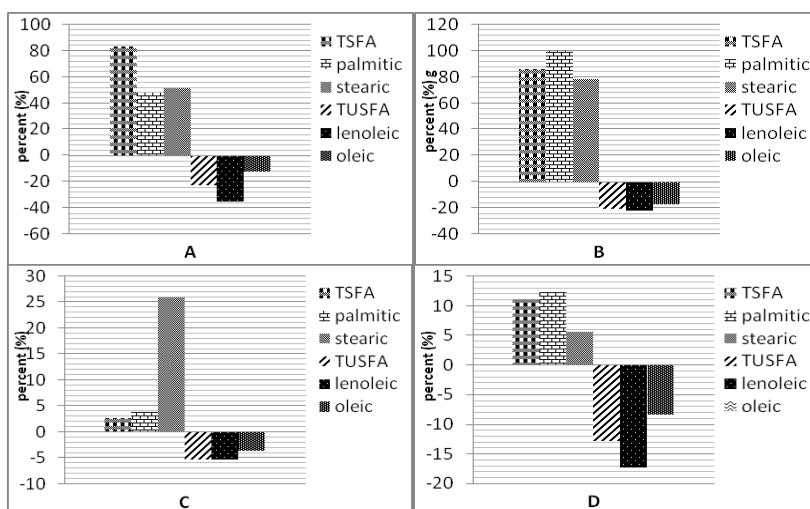 100
80
60
40
20
0
-20
-40
-60
percent (%)
TSFA
palmitic
stearic
TUSFA
lenoleic
oleic
A
120
100
80
60
40
20
0
-20
-40
percent (%) g
TSFA
palmitic
stearic
TUSFA
lenoleic
oleic
B
30
25
20
15
10
5
0
-5
-10
percent (%)
TSFA
palmitic
stearic
TUSFA
lenoleic
oleic
C
15
10
5
0
-5
-10
-15
-20
percent (%)
TSFA
palmitic
stearic
TUSFA
lenoleic
oleic
D